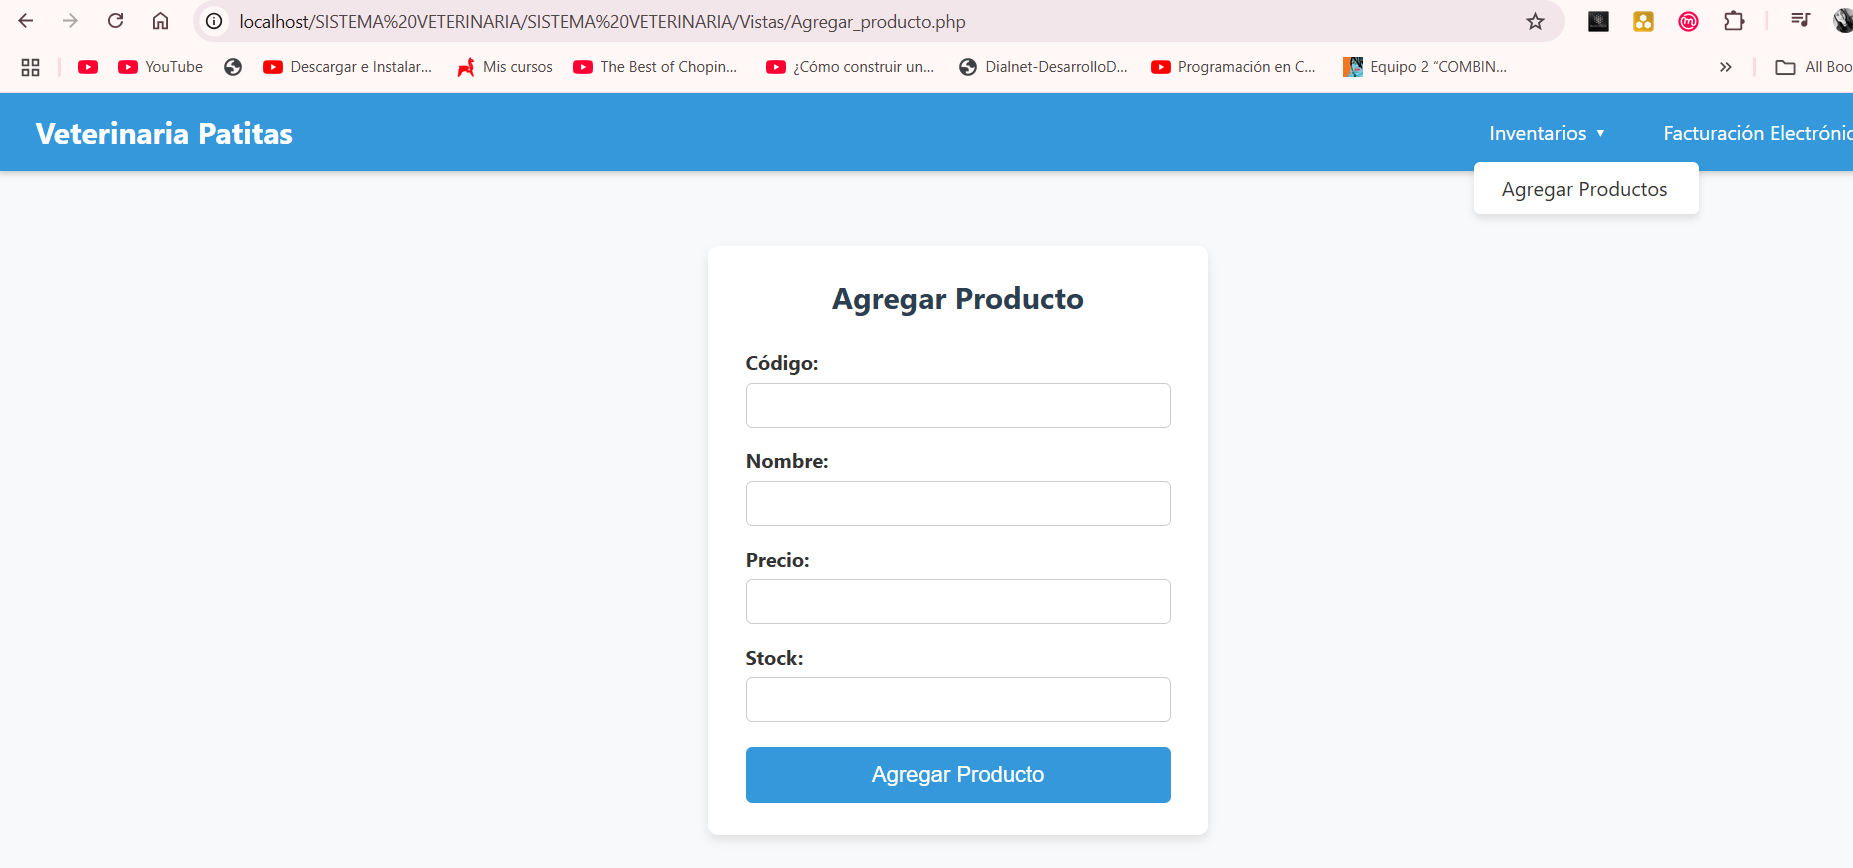 localhost/SISTEMA%20VETERINARIA/SISTEMA%20VETERINARIA/Vistas/Agregar_producto.php
YouTube Descargar e Instalar... Mis cursos The Best of Chopin... ¿Cómo construir un... Dialnet-DesarrolloD... Programación en C... Equipo 2 “COMBIN... » All Boo
Veterinaria Patitas Inventarios ▼ Facturación Electrónic
Agregar Productos
Agregar Producto
Código:
Nombre:
Precio:
Stock:
Agregar Producto